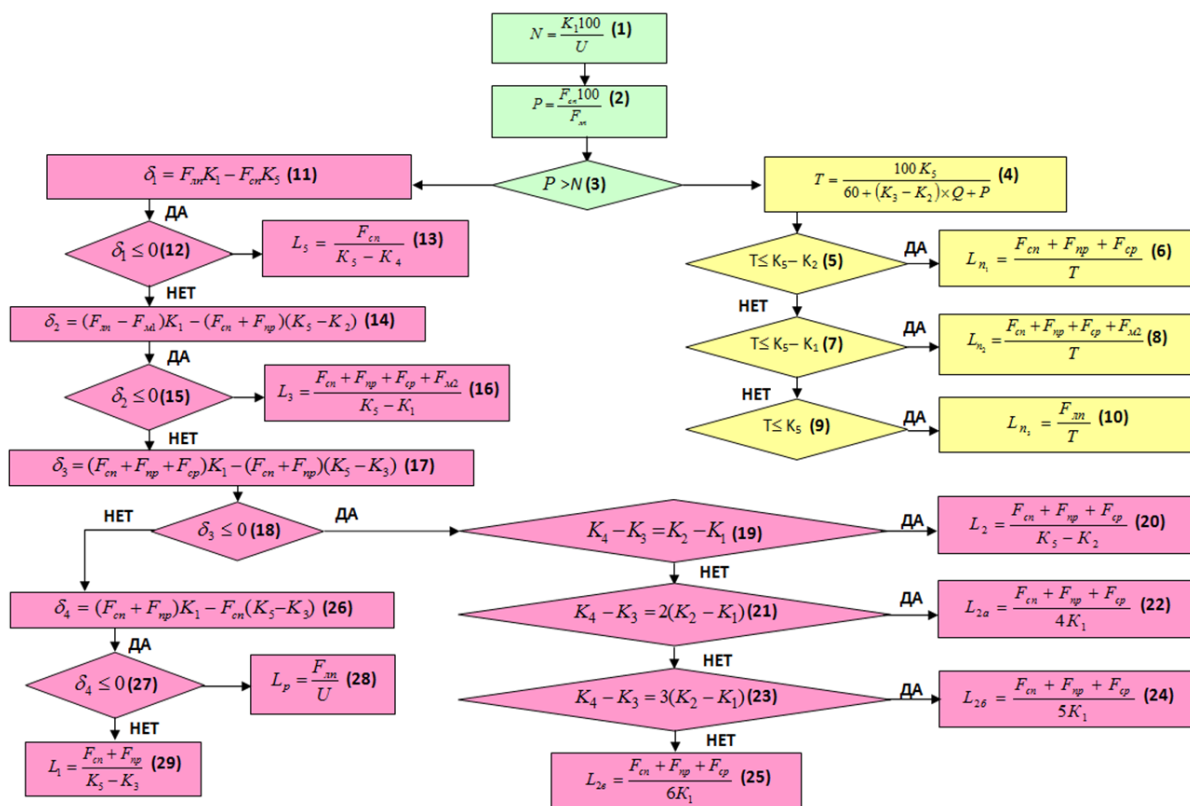 N = K₁100 / U (1)
P = F_сп100 / F_лп (2)
P > N (3)
δ₁ = F_лпK₁ − F_спK₅ (11)
ДА
δ₁ ≤ 0 (12)
L₅ = F_сп / (K₅ − K₄) (13)
НЕТ
δ₂ = (F_лп − F_м1)K₁ − (F_сп + F_пр)(K₅ − K₂) (14)
ДА
δ₂ ≤ 0 (15)
L₃ = (F_сп + F_пр + F_ср + F_м2) / (K₅ − K₁) (16)
НЕТ
δ₃ = (F_сп + F_пр + F_ср)K₁ − (F_сп + F_пр)(K₅ − K₃) (17)
НЕТ
δ₃ ≤ 0 (18)
ДА
δ₄ = (F_сп + F_пр)K₁ − F_сп(K₅ − K₃) (26)
ДА
δ₄ ≤ 0 (27)
L_р = F_лп / U (28)
НЕТ
L₁ = (F_сп + F_пр) / (K₅ − K₃) (29)
T = 100 K₅ / (60 + (K₃ − K₂) × Q + P) (4)
T ≤ K₅ − K₂ (5)
ДА
L_п₁ = (F_сп + F_пр + F_ср) / T (6)
НЕТ
T ≤ K₅ − K₁ (7)
ДА
L_п₂ = (F_сп + F_пр + F_ср + F_м2) / T (8)
НЕТ
T ≤ K₅ (9)
ДА
L_п₃ = F_лп / T (10)
K₄ − K₃ = K₂ − K₁ (19)
ДА
L₂ = (F_сп + F_пр + F_ср) / (K₅ − K₂) (20)
НЕТ
K₄ − K₃ = 2(K₂ − K₁) (21)
ДА
L₂а = (F_сп + F_пр + F_ср) / 4K₁ (22)
НЕТ
K₄ − K₃ = 3(K₂ − K₁) (23)
ДА
L₂б = (F_сп + F_пр + F_ср) / 5K₁ (24)
НЕТ
L₂в = (F_сп + F_пр + F_ср) / 6K₁ (25)